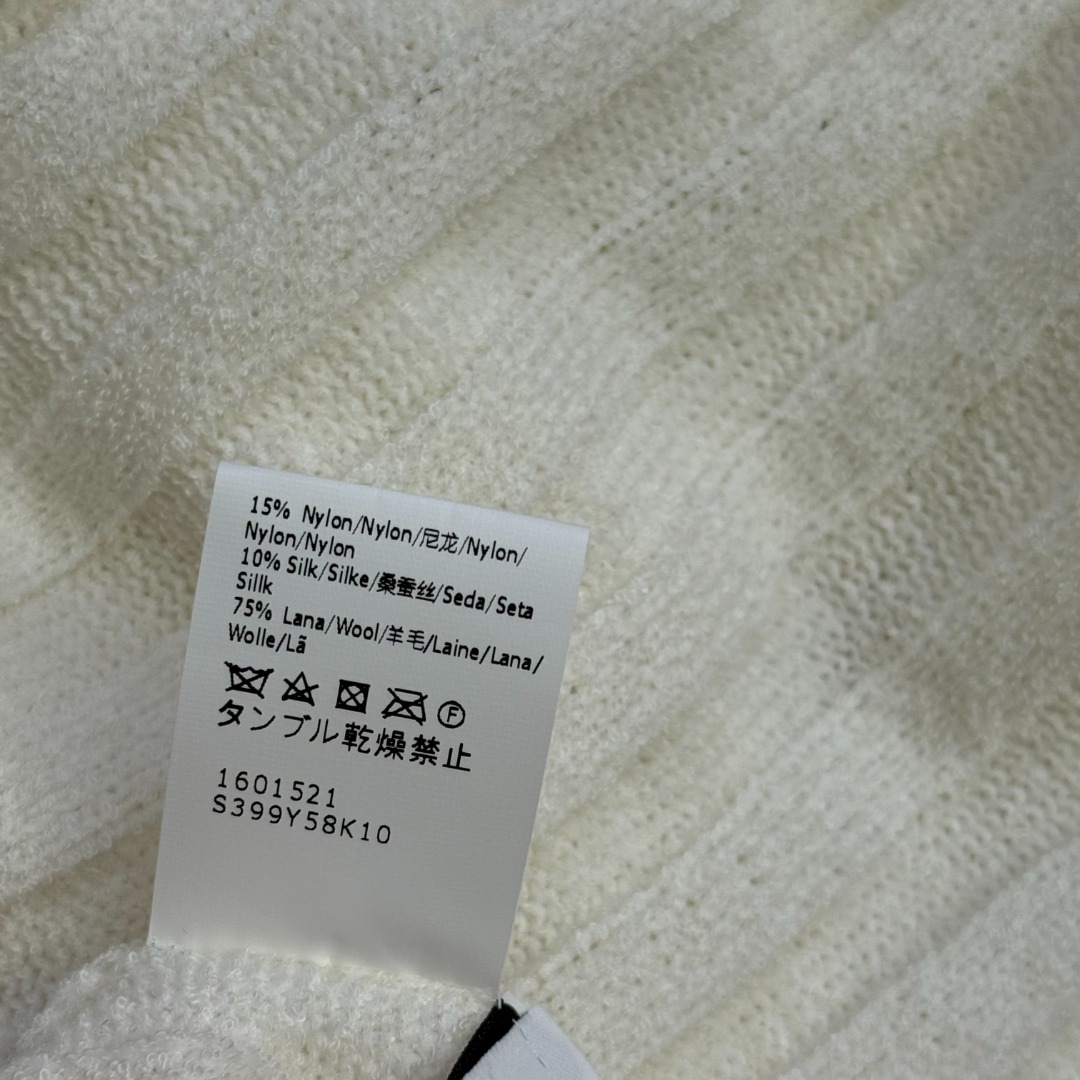 15% Nylon/Nylon/尼龙/Nylon/
Nylon/Nylon
10% Silk/Silke/桑蚕丝/Seda/Seta
Sillk
75% Lana/Wool/羊毛/Laine/Lana/
Wolle/Lã
F
タンブル乾燥禁止
1601521
S399Y58K10